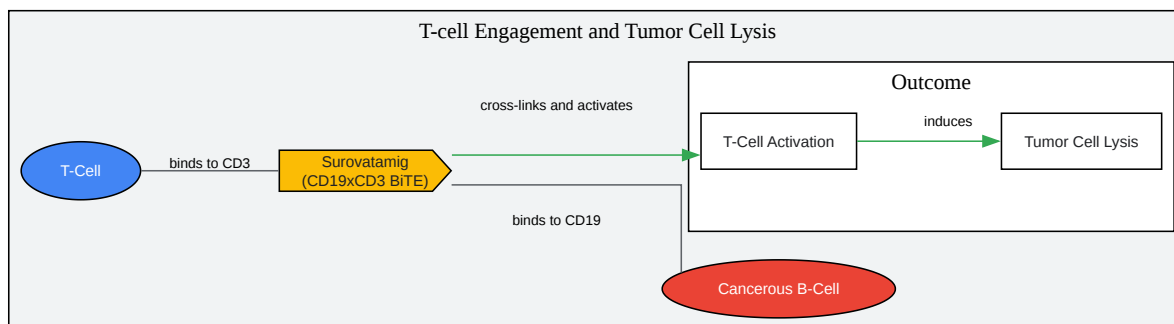 T-cell Engagement and Tumor Cell Lysis
Outcome
cross-links and activates
T-Cell Activation
induces
Tumor Cell Lysis
T-Cell
binds to CD3
Surovatamig
(CD19xCD3 BiTE)
binds to CD19
Cancerous B-Cell